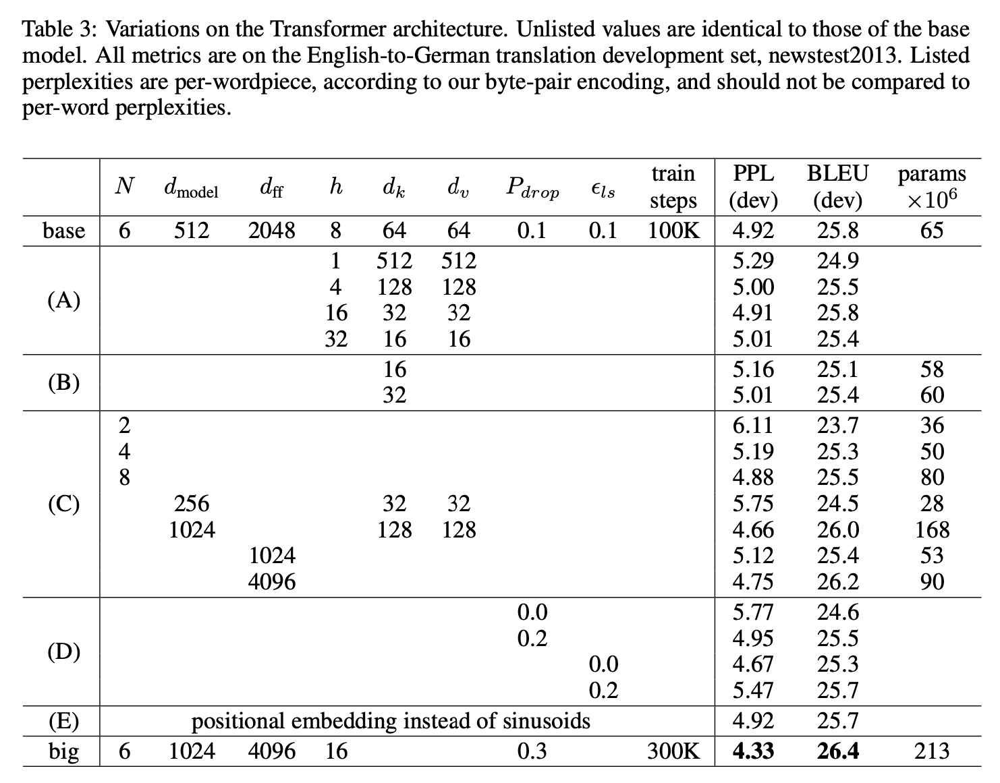 Table 3: Variations on the Transformer architecture. Unlisted values are identical to those of the base
model. All metrics are on the English-to-German translation development set, newstest2013. Listed
perplexities are per-wordpiece, according to our byte-pair encoding, and should not be compared to
per-word perplexities.
N d_model d_ff h d_k d_v P_drop ϵ_ls train steps PPL (dev) BLEU (dev) params ×10^6
base 6 512 2048 8 64 64 0.1 0.1 100K 4.92 25.8 65
(A)
1 512 512 5.29 24.9
4 128 128 5.00 25.5
16 32 32 4.91 25.8
32 16 16 5.01 25.4
(B)
16 5.16 25.1 58
32 5.01 25.4 60
(C)
2 6.11 23.7 36
4 5.19 25.3 50
8 4.88 25.5 80
256 32 32 5.75 24.5 28
1024 128 128 4.66 26.0 168
1024 5.12 25.4 53
4096 4.75 26.2 90
(D)
0.0 5.77 24.6
0.2 4.95 25.5
0.0 4.67 25.3
0.2 5.47 25.7
(E) positional embedding instead of sinusoids 4.92 25.7
big 6 1024 4096 16 0.3 300K 4.33 26.4 213